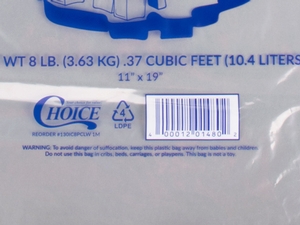 WT 8 LB. (3.63 KG) .37 CUBIC FEET (10.4 LITERS
11" x 19"
CHOICE
4
LDPE
4 00012 01480 2
WARNING: To avoid danger of suffocation, keep this plastic bag away from babies and children.
Do not use this bag in cribs, beds, carriages, or playpens. This bag is not a toy